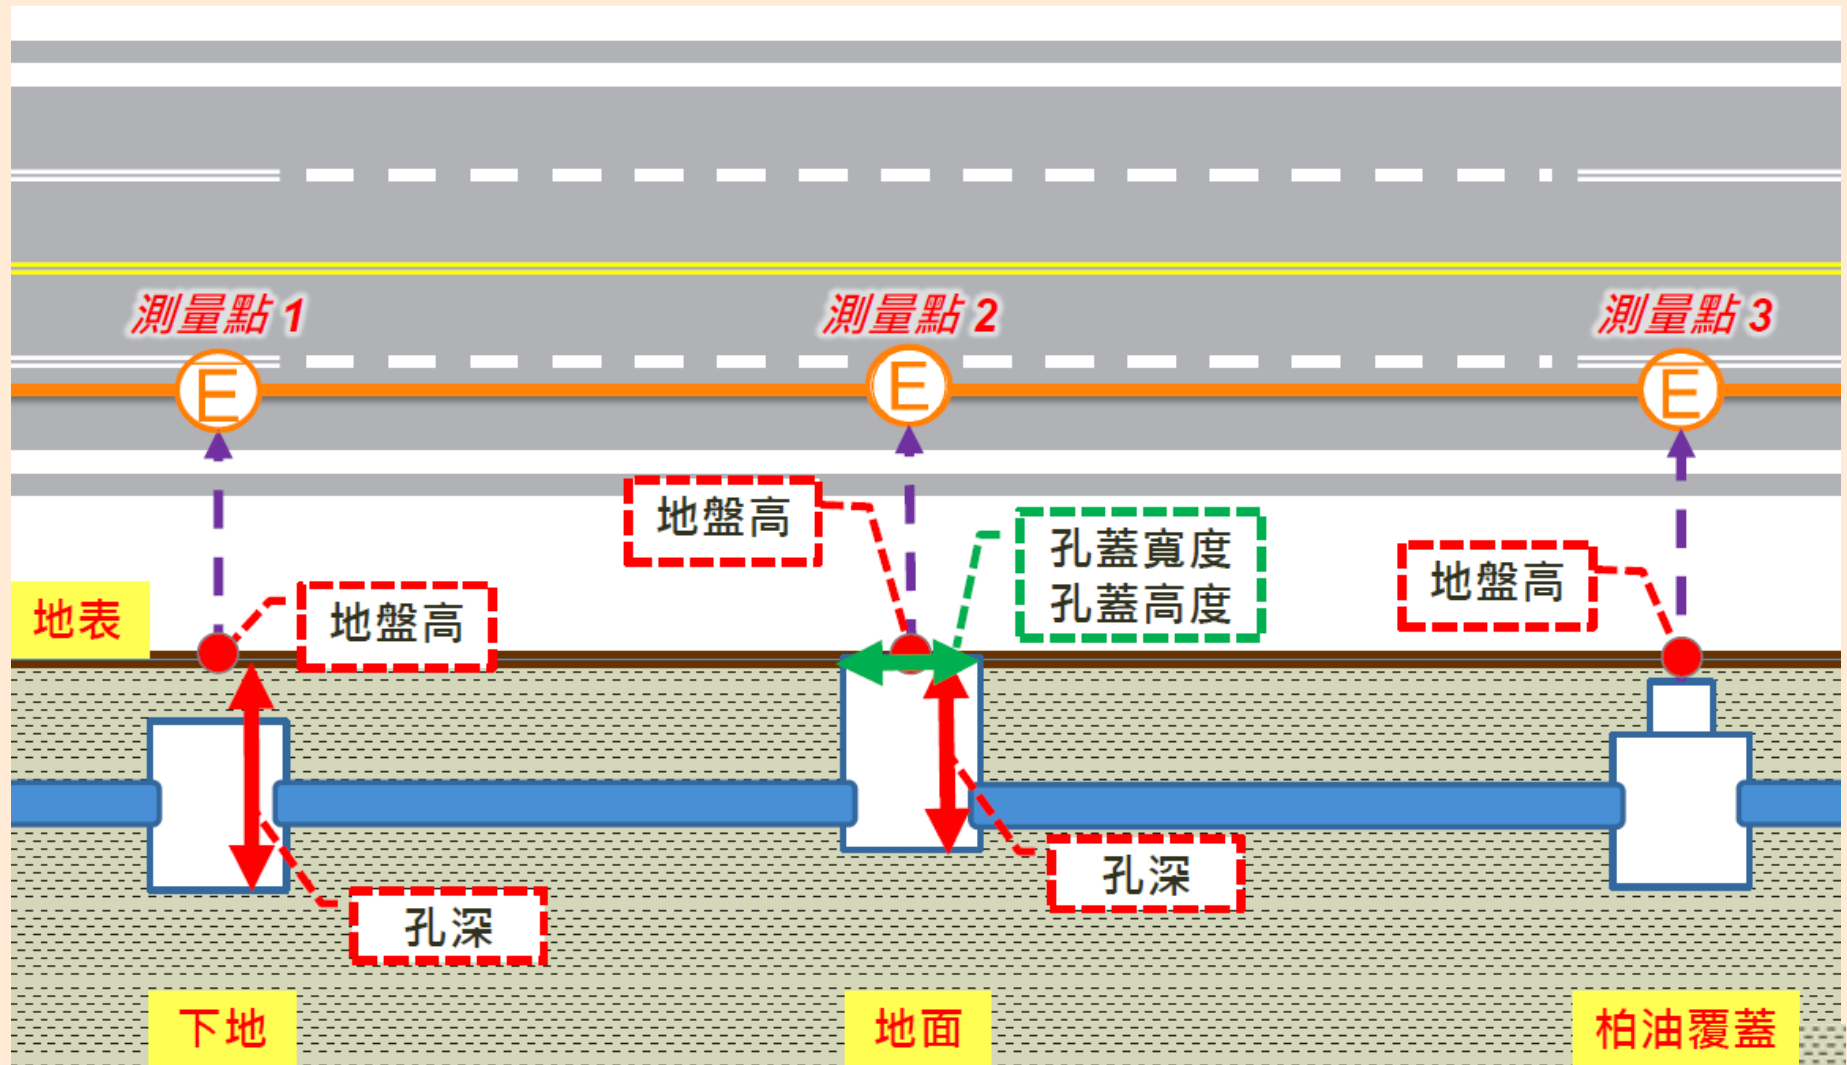 測量點 1
測量點 2
測量點 3
E
E
E
地盤高
孔蓋寬度
孔蓋高度
地盤高
地表
地盤高
孔深
孔深
下地
地面
柏油覆蓋